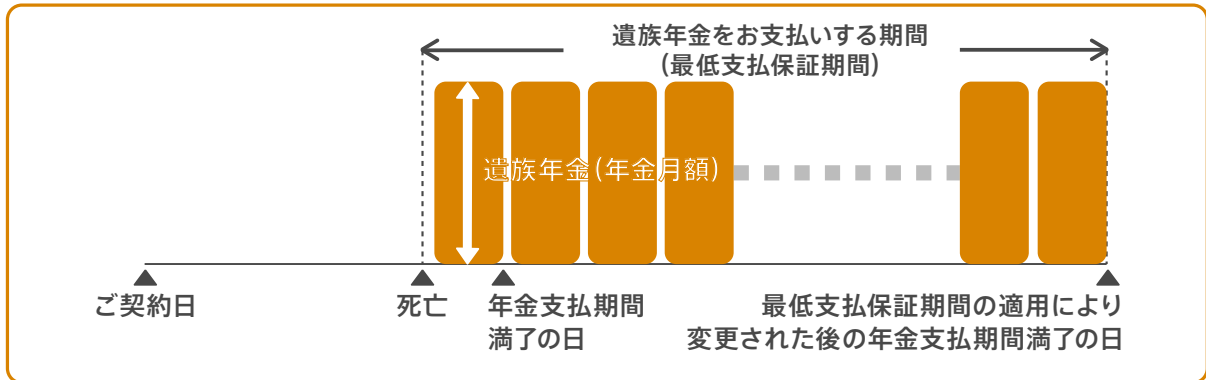 遺族年金をお支払いする期間
(最低支払保証期間)
遺族年金(年金月額)
ご契約日
死亡
年金支払期間
満了の日
最低支払保証期間の適用により
変更された後の年金支払期間満了の日